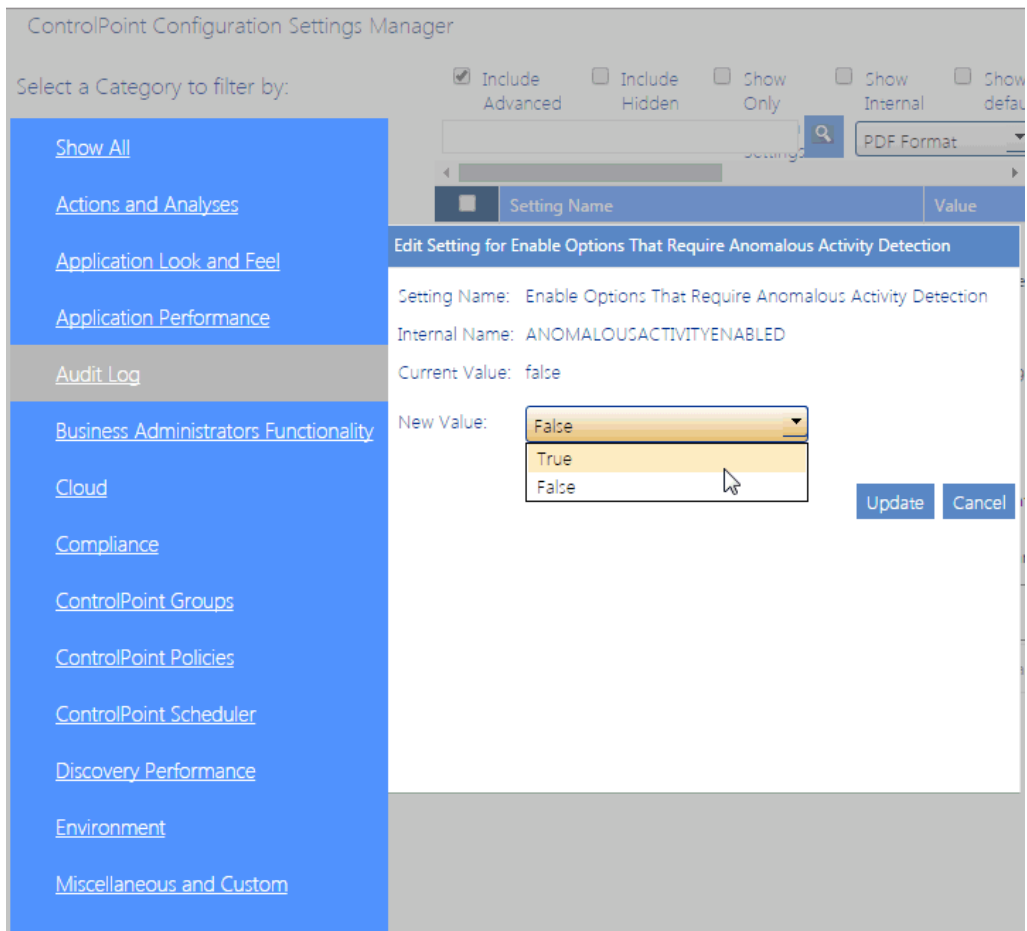 ControlPoint Configuration Settings Manager
Select a Category to filter by:
Include Advanced
Include Hidden
Show Only
Settings
Show Internal
Show
PDF Format
Setting Name
Value
Show All
Actions and Analyses
Application Look and Feel
Application Performance
Audit Log
Business Administrators Functionality
Cloud
Compliance
ControlPoint Groups
ControlPoint Policies
ControlPoint Scheduler
Discovery Performance
Environment
Miscellaneous and Custom
Edit Setting for Enable Options That Require Anomalous Activity Detection
Setting Name: Enable Options That Require Anomalous Activity Detection
Internal Name: ANOMALOUSACTIVITYENABLED
Current Value: false
New Value: False
True
False
Update Cancel